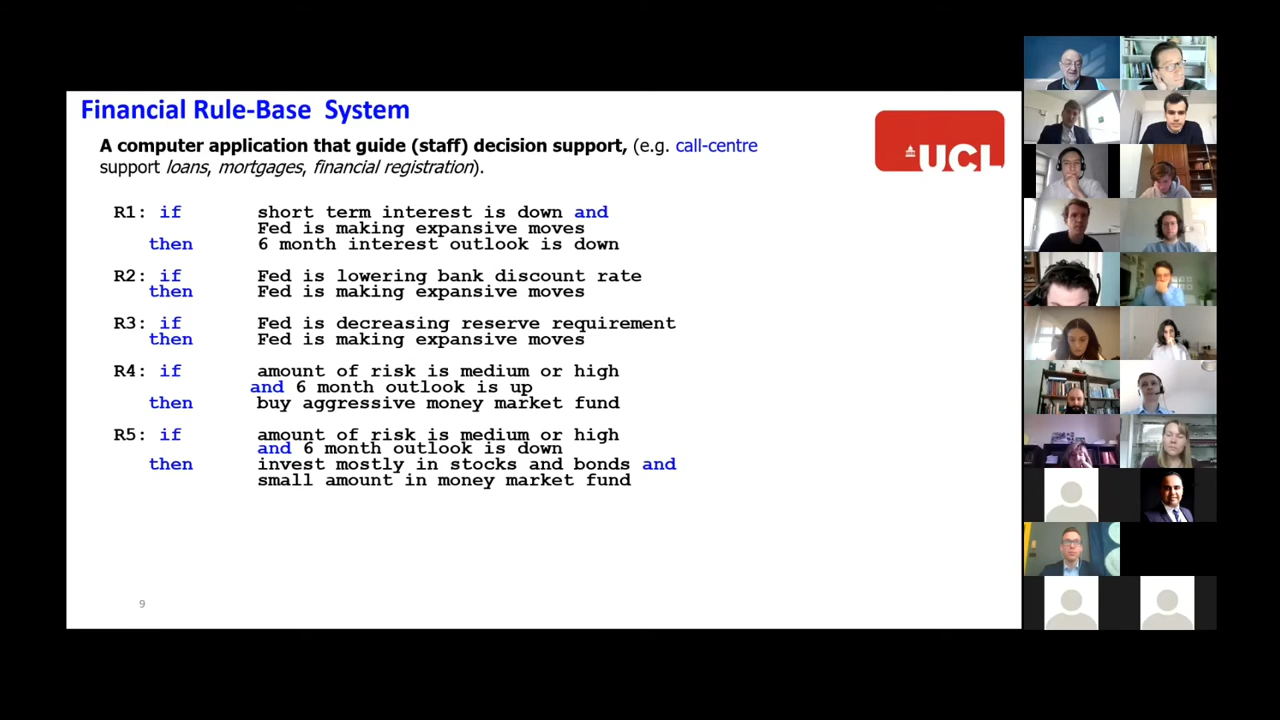 Financial Rule-Base System
UCL
A computer application that guide (staff) decision support, (e.g. call-centre
support loans, mortgages, financial registration).
R1: if short term interest is down and
Fed is making expansive moves
then 6 month interest outlook is down
R2: if Fed is lowering bank discount rate
then Fed is making expansive moves
R3: if Fed is decreasing reserve requirement
then Fed is making expansive moves
R4: if amount of risk is medium or high
and 6 month outlook is up
then buy aggressive money market fund
R5: if amount of risk is medium or high
and 6 month outlook is down
then invest mostly in stocks and bonds and
small amount in money market fund
9